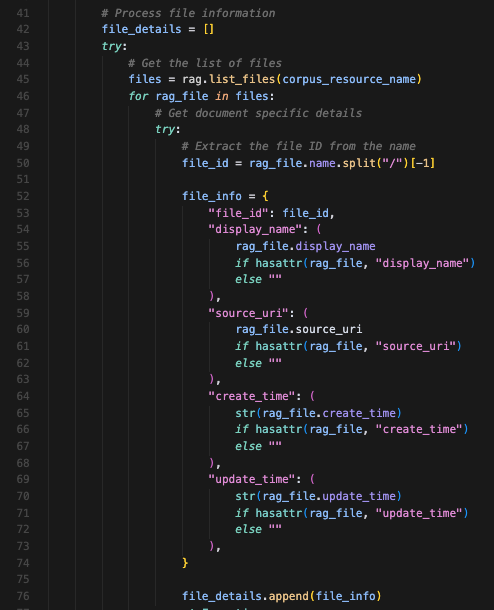 41 # Process file information
42 file_details = []
43 try:
44 # Get the list of files
45 files = rag.list_files(corpus_resource_name)
46 for rag_file in files:
47 # Get document specific details
48 try:
49 # Extract the file ID from the name
50 file_id = rag_file.name.split("/")[-1]
51
52 file_info = {
53 "file_id": file_id,
54 "display_name": (
55 rag_file.display_name
56 if hasattr(rag_file, "display_name")
57 else ""
58 ),
59 "source_uri": (
60 rag_file.source_uri
61 if hasattr(rag_file, "source_uri")
62 else ""
63 ),
64 "create_time": (
65 str(rag_file.create_time)
66 if hasattr(rag_file, "create_time")
67 else ""
68 ),
69 "update_time": (
70 str(rag_file.update_time)
71 if hasattr(rag_file, "update_time")
72 else ""
73 ),
74 }
75
76 file_details.append(file_info)